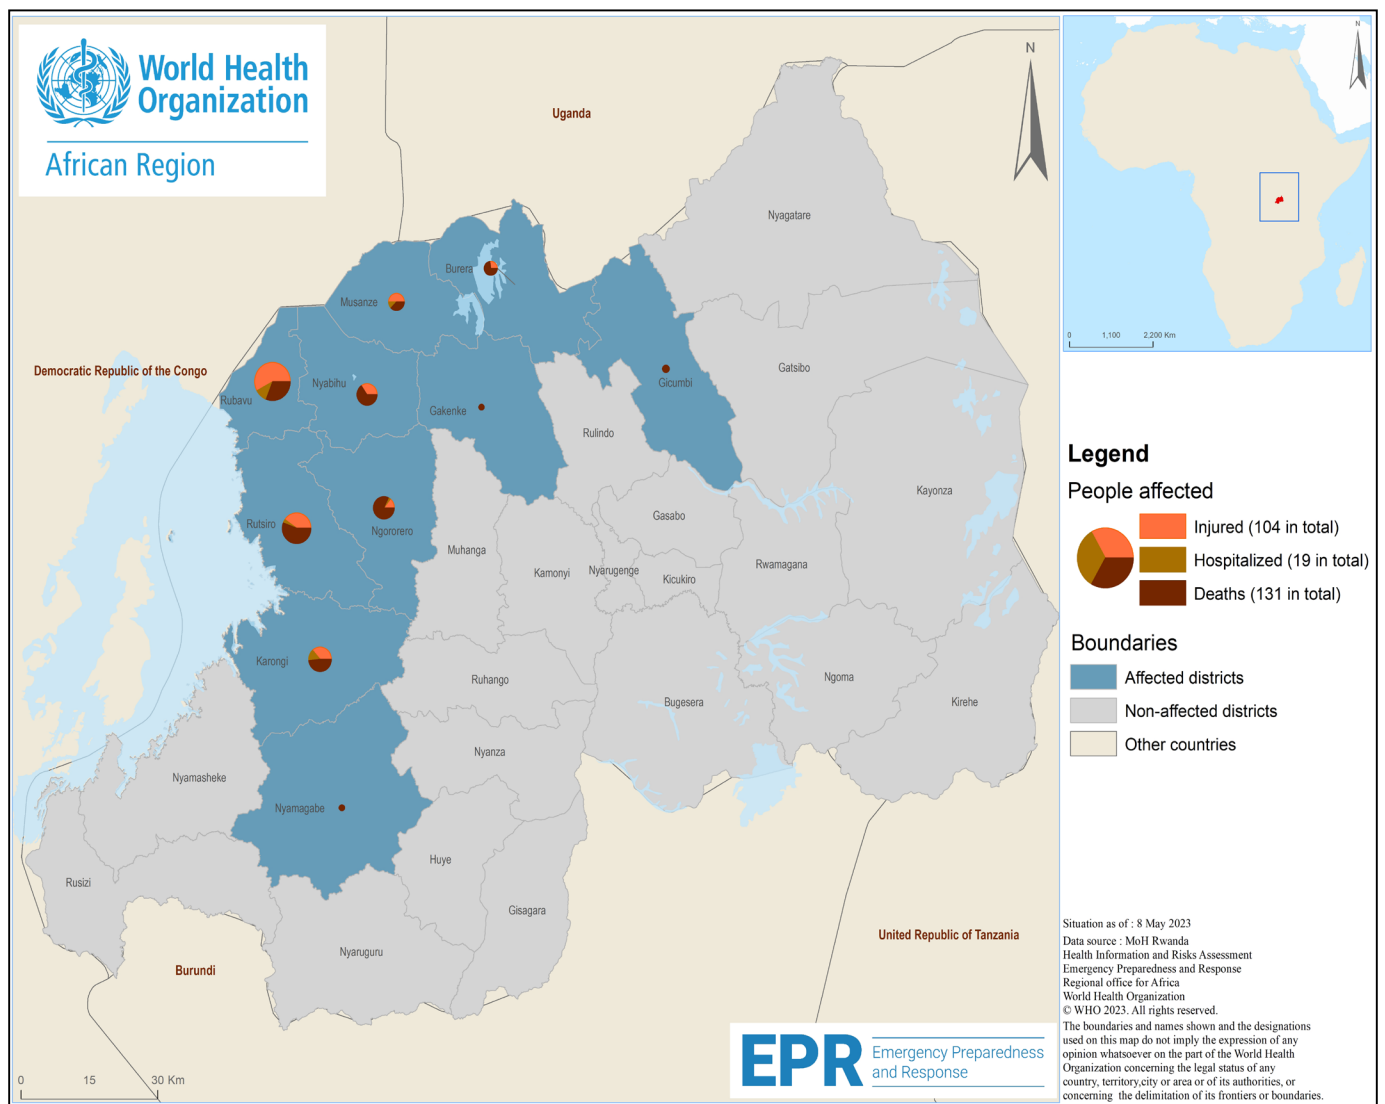 World Health
Organization
African Region
Uganda
N
Nyagatare
Burera
Musanze
Democratic Republic of the Congo
Rubavu
Nyabihu
Gakenke
Gicumbi
Gatsibo
Rulindo
Kayonza
Rutsiro
Ngororero
Muhanga
Gasabo
Kamonyi
Nyarugenge
Kicukiro
Rwamagana
Karongi
Ruhango
Bugesera
Ngoma
Kirehe
Nyamasheke
Nyanza
Nyamagabe
Rusizi
Huye
Gisagara
Nyaruguru
Burundi
United Republic of Tanzania
0 15 30 Km
EPR
Emergency Preparedness
and Response
N
0 1,100 2,200 Km
Legend
People affected
Injured (104 in total)
Hospitalized (19 in total)
Deaths (131 in total)
Boundaries
Affected districts
Non-affected districts
Other countries
Situation as of : 8 May 2023
Data source : MoH Rwanda
Health Information and Risks Assessment
Emergency Preparedness and Response
Regional office for Africa
World Health Organization
© WHO 2023. All rights reserved.
The boundaries and names shown and the designations
used on this map do not imply the expression of any
opinion whatsoever on the part of the World Health
Organization concerning the legal status of any
country, territory,city or area or of its authorities, or
concerning the delimitation of its frontiers or boundaries.